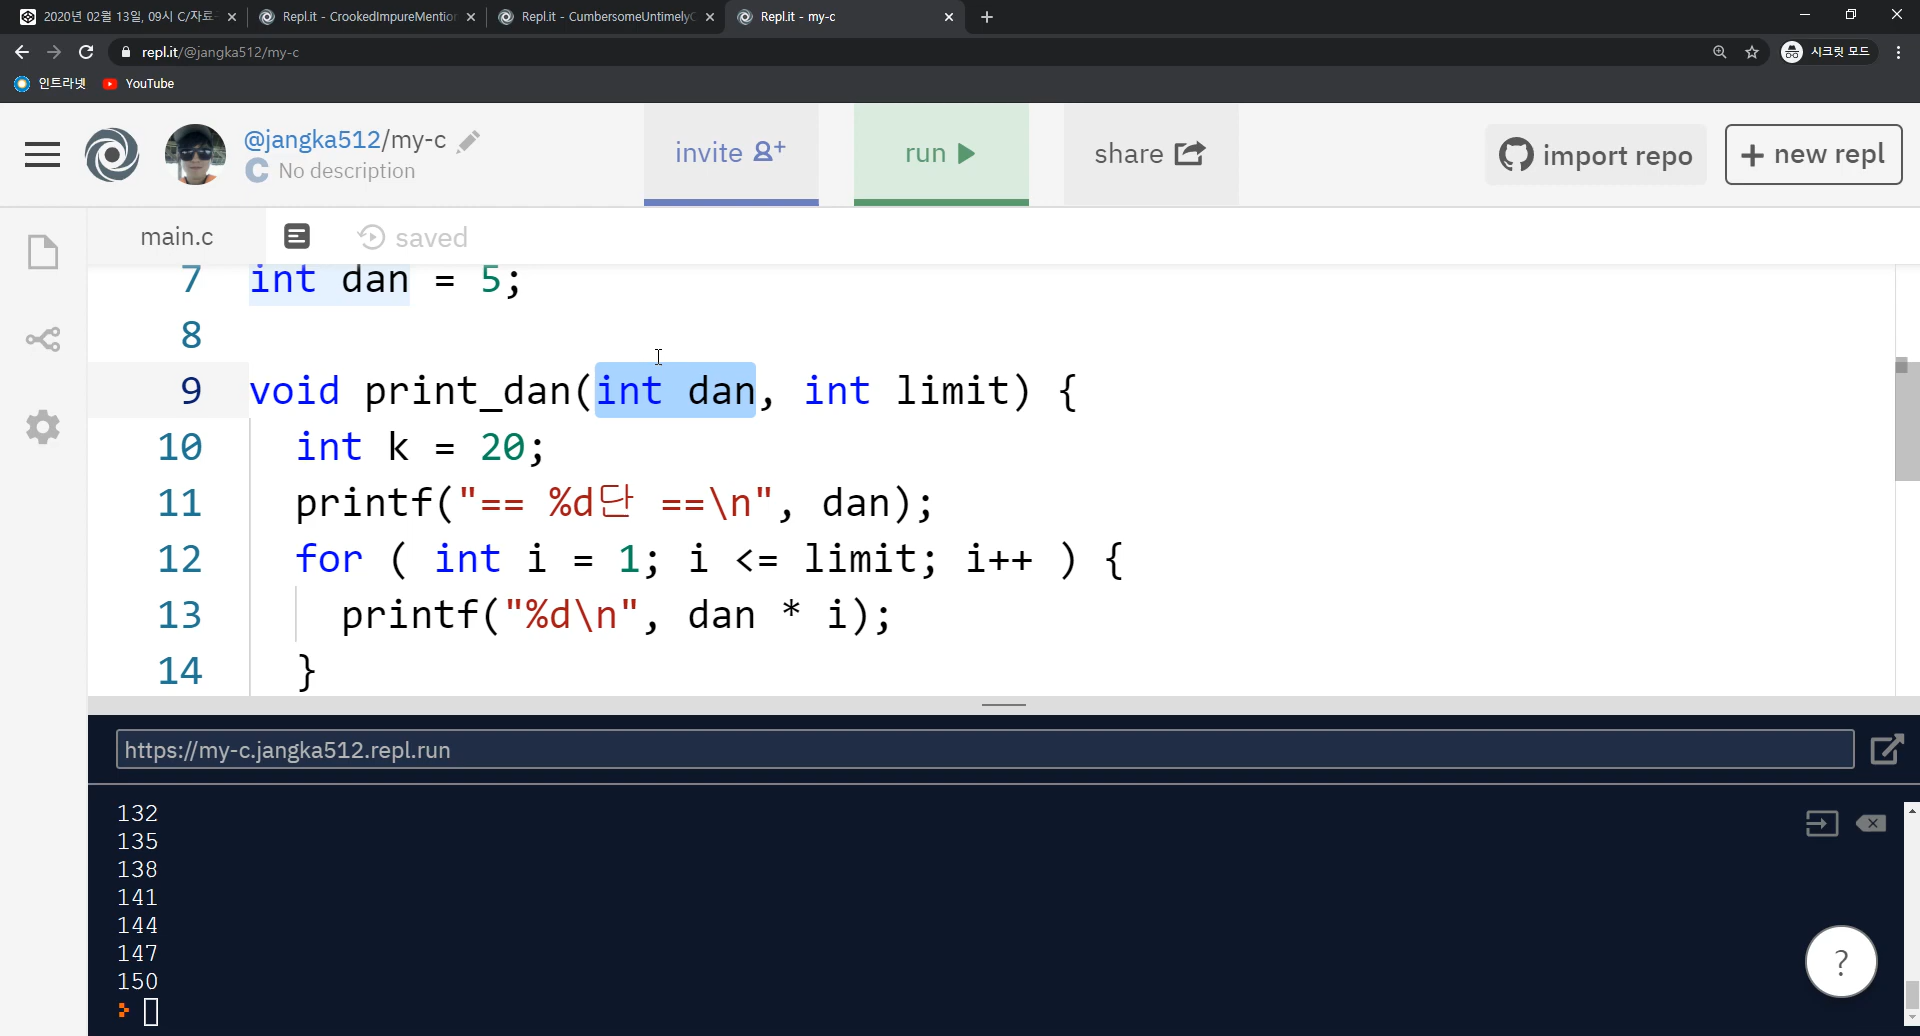 2020년 02월 13일, 09시 C/자료
Repl.it - CrookedImpureMention
Repl.it - CumbersomeUntimelyC
Repl.it - my-c
repl.it/@jangka512/my-c
시크릿 모드
인트라넷
YouTube
@jangka512/my-c
C No description
invite
run
share
import repo
+ new repl
main.c
saved
7 int dan = 5;
8
9 void print_dan(int dan, int limit) {
10 int k = 20;
11 printf("== %d단 ==\n", dan);
12 for ( int i = 1; i <= limit; i++ ) {
13 printf("%d\n", dan * i);
14 }
https://my-c.jangka512.repl.run
132
135
138
141
144
147
150
?